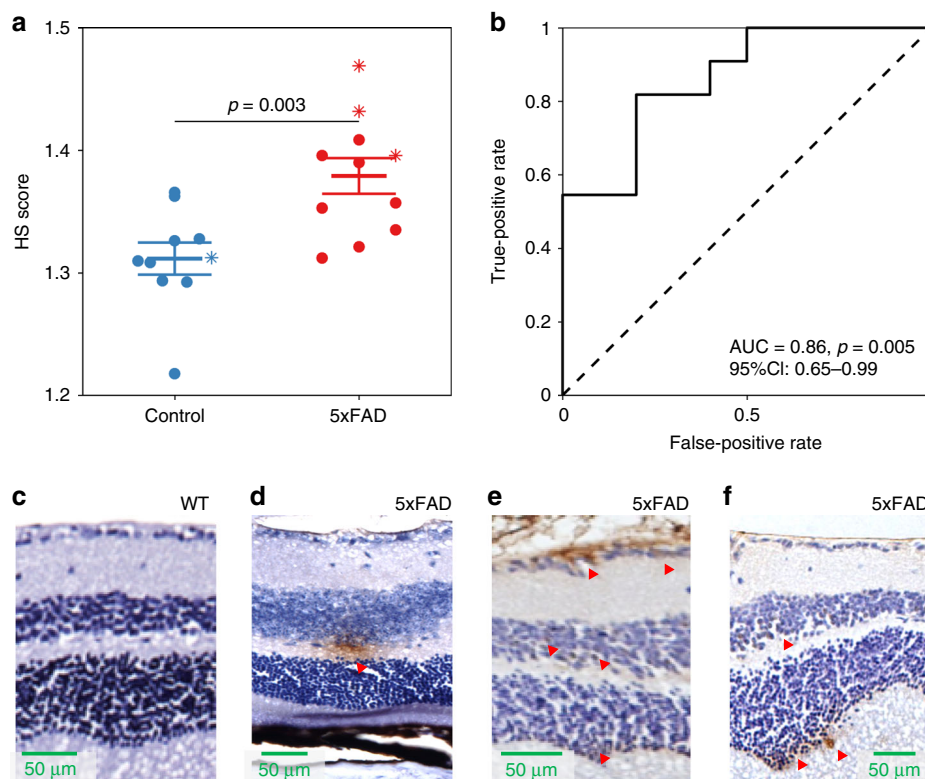 a
1.5
1.4
1.3
1.2
HS score
p = 0.003
Control
5xFAD
b
1
0.8
0.6
0.4
0.2
0
True-positive rate
AUC = 0.86, p = 0.005
95%CI: 0.65–0.99
0
0.5
False-positive rate
c
WT
50 μm
d
5xFAD
50 μm
e
5xFAD
50 μm
f
5xFAD
50 μm